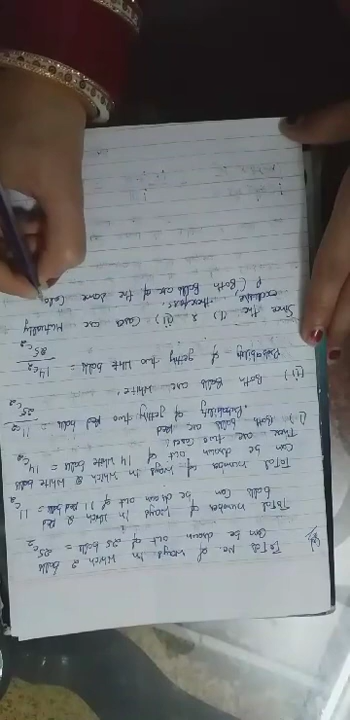 Sol Total No. of ways in which 2 balls
can be drawn out of 25 balls = 25c2
Total number of ways in which 2 Red
balls can be drawn out of 11 Red balls = 11c2
Total number of ways in which 2 white balls
can be drawn out of 14 white balls = 14c2
There are two cases:
(i) Both balls are Red
Probability of getting two Red balls = 11c2/25c2
(ii) Both Balls are white.
Probability of getting two white balls = 14c2/25c2
Since the (i) & (ii) cases are Mutually
exclusive, therefore,
P (Both Balls are of the same Colo